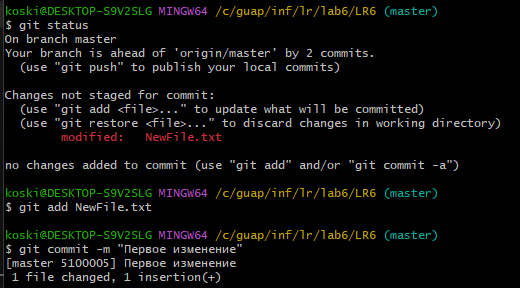 koski@DESKTOP-S9V2SLG MINGW64 /c/guap/inf/lr/lab6/LR6 (master)
$ git status
On branch master
Your branch is ahead of 'origin/master' by 2 commits.
  (use "git push" to publish your local commits)

Changes not staged for commit:
  (use "git add <file>..." to update what will be committed)
  (use "git restore <file>..." to discard changes in working directory)
        modified:   NewFile.txt

no changes added to commit (use "git add" and/or "git commit -a")

koski@DESKTOP-S9V2SLG MINGW64 /c/guap/inf/lr/lab6/LR6 (master)
$ git add NewFile.txt

koski@DESKTOP-S9V2SLG MINGW64 /c/guap/inf/lr/lab6/LR6 (master)
$ git commit -m "Первое изменение"
[master 5100005] Первое изменение
 1 file changed, 1 insertion(+)